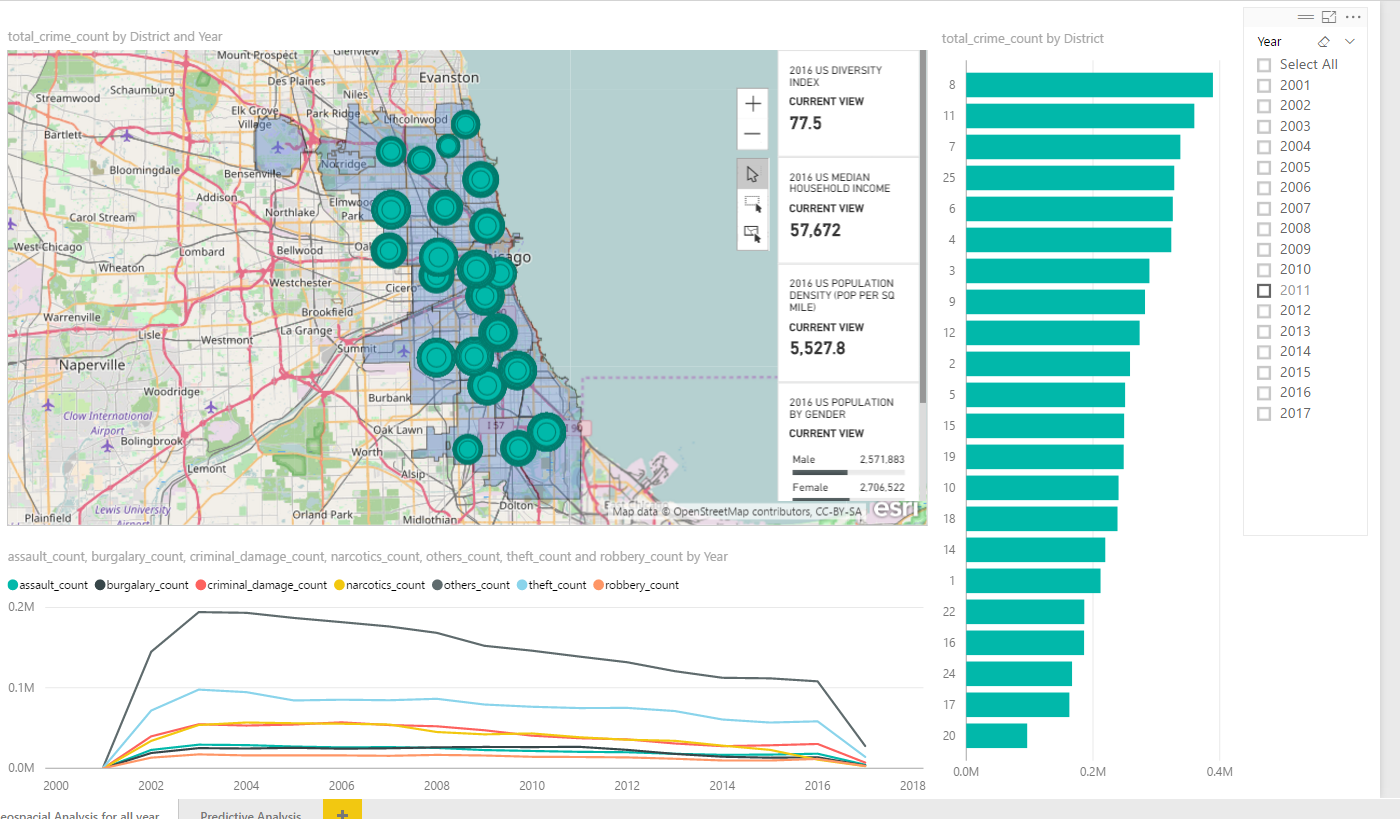 total_crime_count by District and Year
Glenview
Mount Prospect
Evanston
Des Plaines
Schaumburg
Streamwood
Niles
Elk Grove
Village
Park Ridge
Lincolnwood
Bartlett
Norridge
Bloomingdale
Bensenville
Addison
Elmwood
Park
Northlake
Carol Stream
West Chicago
Lombard
Bellwood
Oak
Chicago
Wheaton
Westchester
Cicero
Brookfield
Warrenville
La Grange
Lisle
Westmont
Summit
Naperville
Woodridge
Burbank
Clow International
Airport
Oak Lawn
I 57
I 90
Bolingbrook
Worth
Lemont
Alsip
Lewis University
Airport
Orland Park
Dolton
Plainfield
Midlothian
Map data © OpenStreetMap contributors, CC-BY-SA
esri
2016 US DIVERSITY
INDEX
CURRENT VIEW
77.5
2016 US MEDIAN
HOUSEHOLD INCOME
CURRENT VIEW
57,672
2016 US POPULATION
DENSITY (POP PER SQ
MILE)
CURRENT VIEW
5,527.8
2016 US POPULATION
BY GENDER
CURRENT VIEW
Male 2,571,883
Female 2,706,522
total_crime_count by District
8
11
7
25
6
4
3
9
12
2
5
15
19
10
18
14
1
22
16
24
17
20
0.0M 0.2M 0.4M
Year
Select All
2001
2002
2003
2004
2005
2006
2007
2008
2009
2010
2011
2012
2013
2014
2015
2016
2017
assault_count, burgalary_count, criminal_damage_count, narcotics_count, others_count, theft_count and robbery_count by Year
assault_count burgalary_count criminal_damage_count narcotics_count others_count theft_count robbery_count
0.2M
0.1M
0.0M
2000 2002 2004 2006 2008 2010 2012 2014 2016 2018
eospacial Analysis for all year Predictive Analysis +